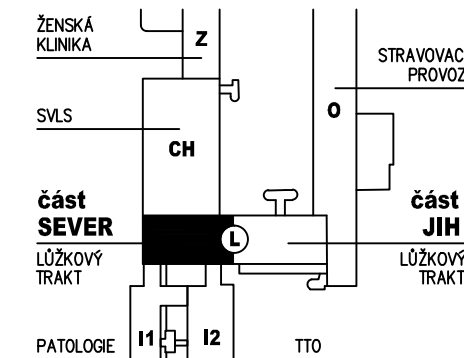 ŽENSKÁ
KLINIKA
Z
STRAVOVAC
PROVOZ
O
SVLS
CH
část
SEVER
L
část
JIH
LŮŽKOVÝ
TRAKT
LŮŽKOVÝ
TRAKT
PATOLOGIE
I1
I2
TTO